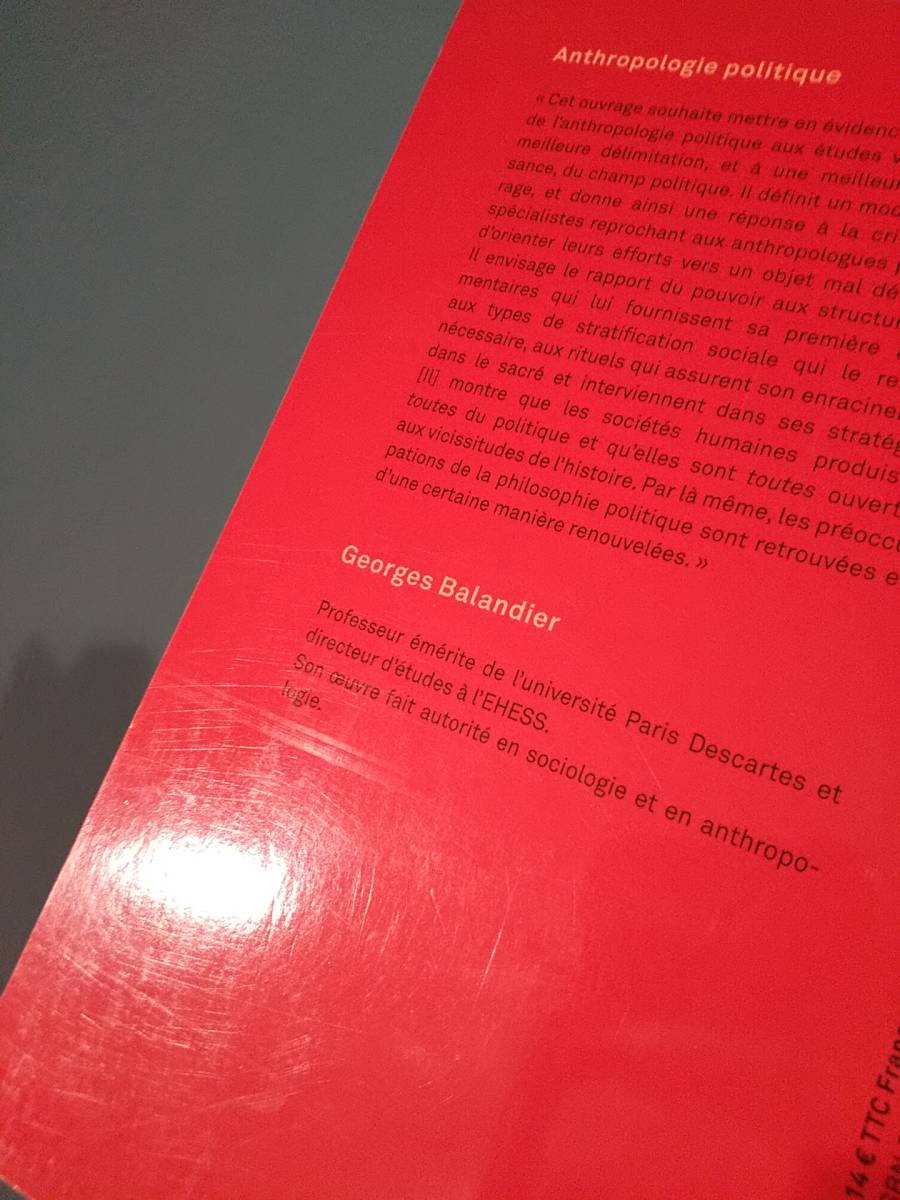 Anthropologie politique
« Cet ouvrage souhaite mettre en évidenc
de l'anthropologie politique aux études v
meilleure délimitation, et à une meilleur
sance, du champ politique. Il définit un mod
rage, et donne ainsi une réponse à la cri
spécialistes reprochant aux anthropologues p
d'orienter leurs efforts vers un objet mal dé
Il envisage le rapport du pouvoir aux structur
mentaires qui lui fournissent sa première
aux types de stratification sociale qui le re
nécessaire, aux rituels qui assurent son enracine
dans le sacré et interviennent dans ses stratég
[Il] montre que les sociétés humaines produis
toutes du politique et qu'elles sont toutes ouvert
aux vicissitudes de l'histoire. Par là même, les préoccu
pations de la philosophie politique sont retrouvées e
d'une certaine manière renouvelées. »
Georges Balandier
Professeur émérite de l'université Paris Descartes et
directeur d'études à l'EHESS.
Son œuvre fait autorité en sociologie et en anthropo-
logie.
14 € TTC Fran